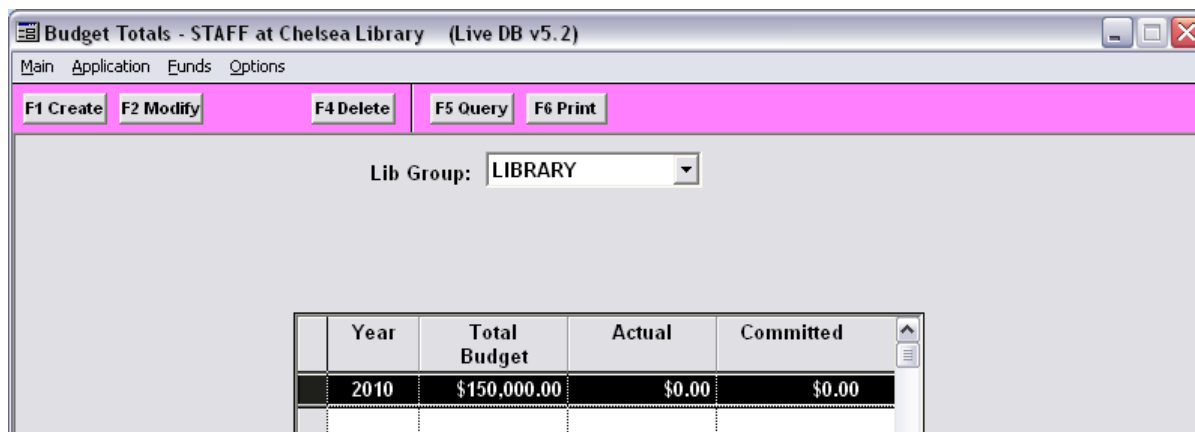 Budget Totals - STAFF at Chelsea Library (Live DB v5.2)
Main Application Funds Options
F1 Create F2 Modify F4 Delete F5 Query F6 Print
Lib Group: LIBRARY
Year Total Budget Actual Committed
2010 $150,000.00 $0.00 $0.00